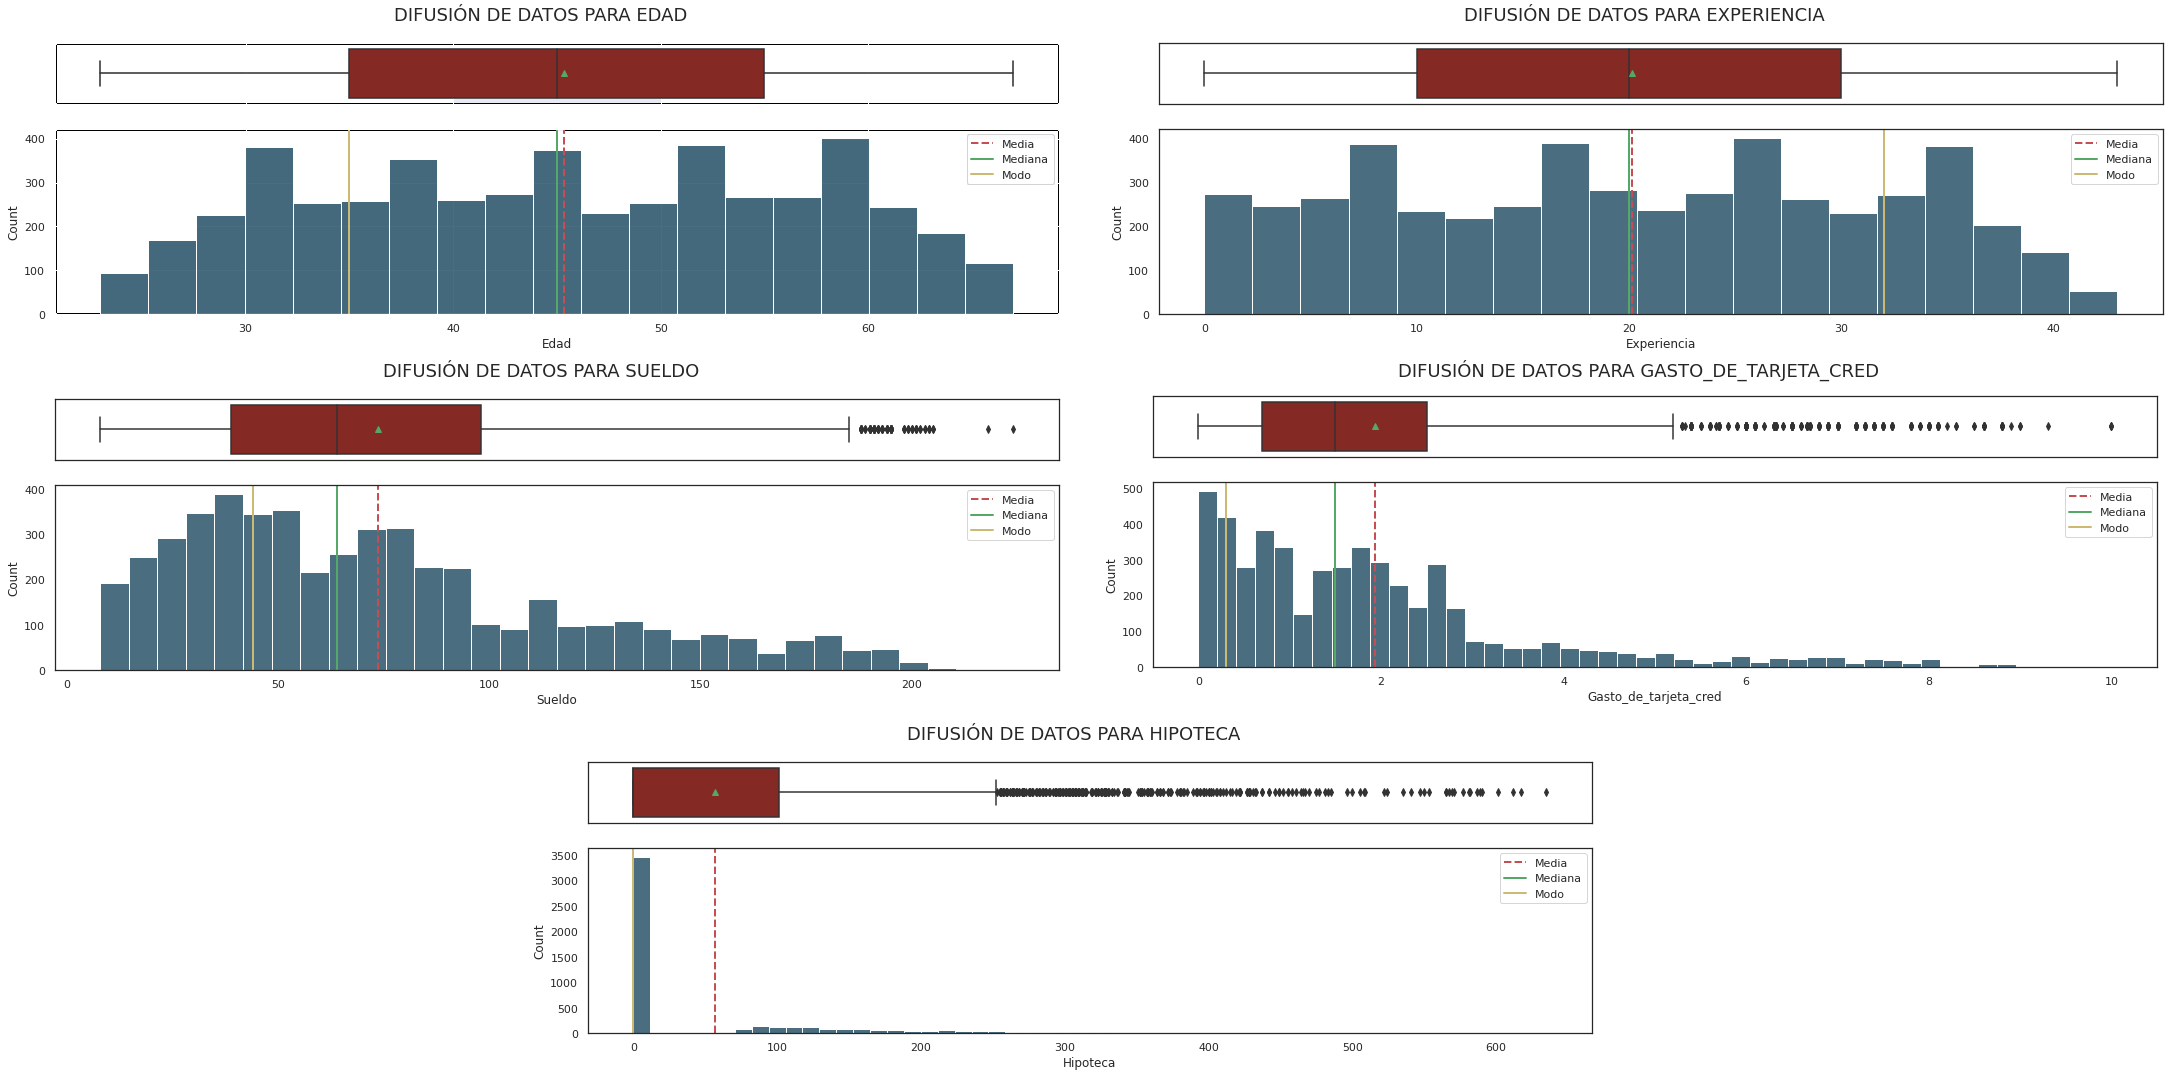 DIFUSIÓN DE DATOS PARA EDAD
400
300
200
100
0
Count
Media
Mediana
Modo
30 40 50 60
Edad
DIFUSIÓN DE DATOS PARA EXPERIENCIA
400
300
200
100
0
Count
Media
Mediana
Modo
0 10 20 30 40
Experiencia
DIFUSIÓN DE DATOS PARA SUELDO
400
300
200
100
0
Count
Media
Mediana
Modo
0 50 100 150 200
Sueldo
DIFUSIÓN DE DATOS PARA GASTO_DE_TARJETA_CRED
500
400
300
200
100
0
Count
Media
Mediana
Modo
0 2 4 6 8 10
Gasto_de_tarjeta_cred
DIFUSIÓN DE DATOS PARA HIPOTECA
3500
3000
2500
2000
1500
1000
500
0
Count
Media
Mediana
Modo
0 100 200 300 400 500 600
Hipoteca